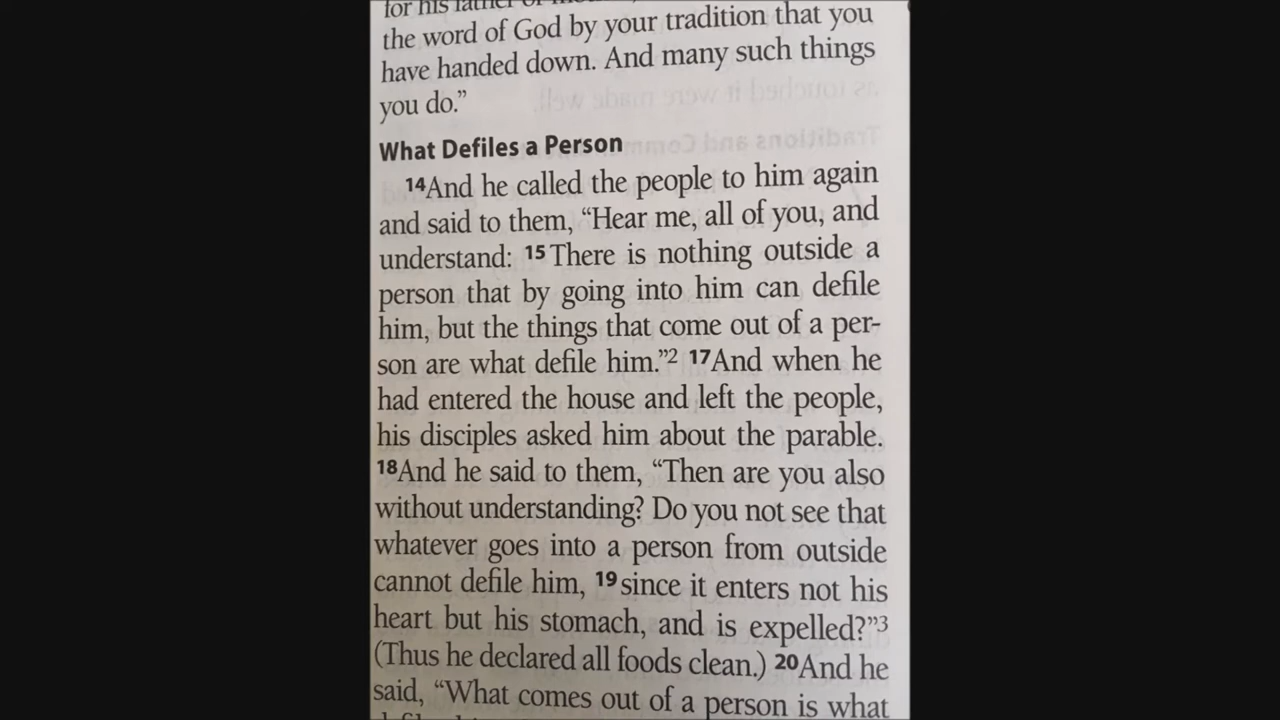 for his father or
the word of God by your tradition that you
have handed down. And many such things
you do.”
What Defiles a Person
14And he called the people to him again
and said to them, “Hear me, all of you, and
understand: 15There is nothing outside a
person that by going into him can defile
him, but the things that come out of a per-
son are what defile him.”2 17And when he
had entered the house and left the people,
his disciples asked him about the parable.
18And he said to them, “Then are you also
without understanding? Do you not see that
whatever goes into a person from outside
cannot defile him, 19since it enters not his
heart but his stomach, and is expelled?”3
(Thus he declared all foods clean.) 20And he
said, “What comes out of a person is what